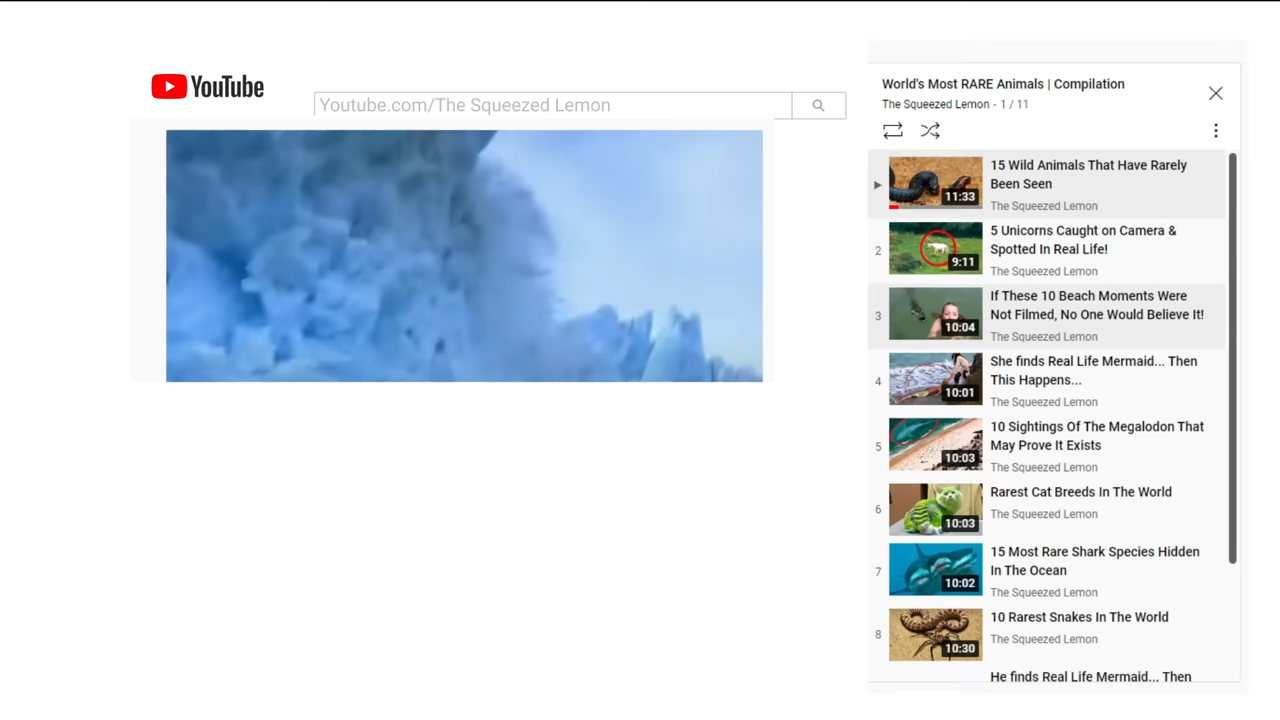 YouTube
Youtube.com/The Squeezed Lemon
World's Most RARE Animals | Compilation
The Squeezed Lemon - 1 / 11
11:33
15 Wild Animals That Have Rarely
Been Seen
The Squeezed Lemon
2
9:11
5 Unicorns Caught on Camera &
Spotted In Real Life!
The Squeezed Lemon
3
10:04
If These 10 Beach Moments Were
Not Filmed, No One Would Believe It!
The Squeezed Lemon
4
10:01
She finds Real Life Mermaid... Then
This Happens...
The Squeezed Lemon
5
10:03
10 Sightings Of The Megalodon That
May Prove It Exists
The Squeezed Lemon
6
10:03
Rarest Cat Breeds In The World
The Squeezed Lemon
7
10:02
15 Most Rare Shark Species Hidden
In The Ocean
The Squeezed Lemon
8
10:30
10 Rarest Snakes In The World
The Squeezed Lemon
He finds Real Life Mermaid... Then